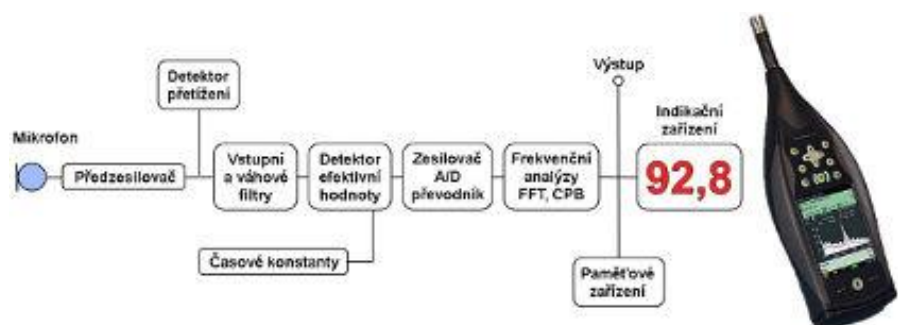 Mikrofon
Předzesilovač
Detektor
přetížení
Vstupní
a váhové
filtry
Detektor
efektivní
hodnoty
Časové konstanty
Zesilovač
A/D
převodník
Frekvenční
analýzy
FFT, CPB
Výstup
Paměťové
zařízení
Indikační
zařízení
92,8